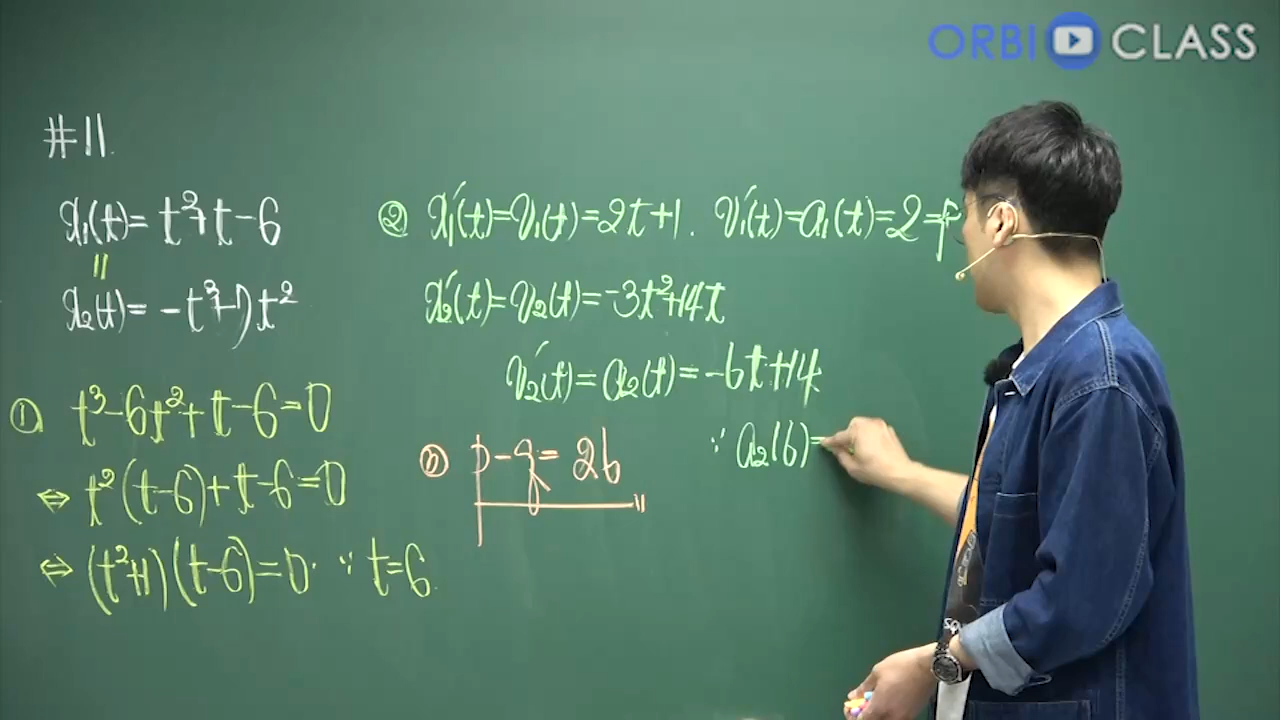 ORBI CLASS
#11.
x₁(t)= t²+t-6
||
x₂(t)= -t³+7t²
① t³-6t²+t-6=0
⇔ t²(t-6)+t-6=0
⇔ (t²+1)(t-6)=0. ∵ t=6.
② x₁'(t)=v₁(t)=2t+1. v₁'(t)=a₁(t)=2=p
x₂'(t)=v₂(t)=-3t²+14t
v₂'(t)=a₂(t)=-6t+14.
∵ a₂(6)=
③ p-q=26